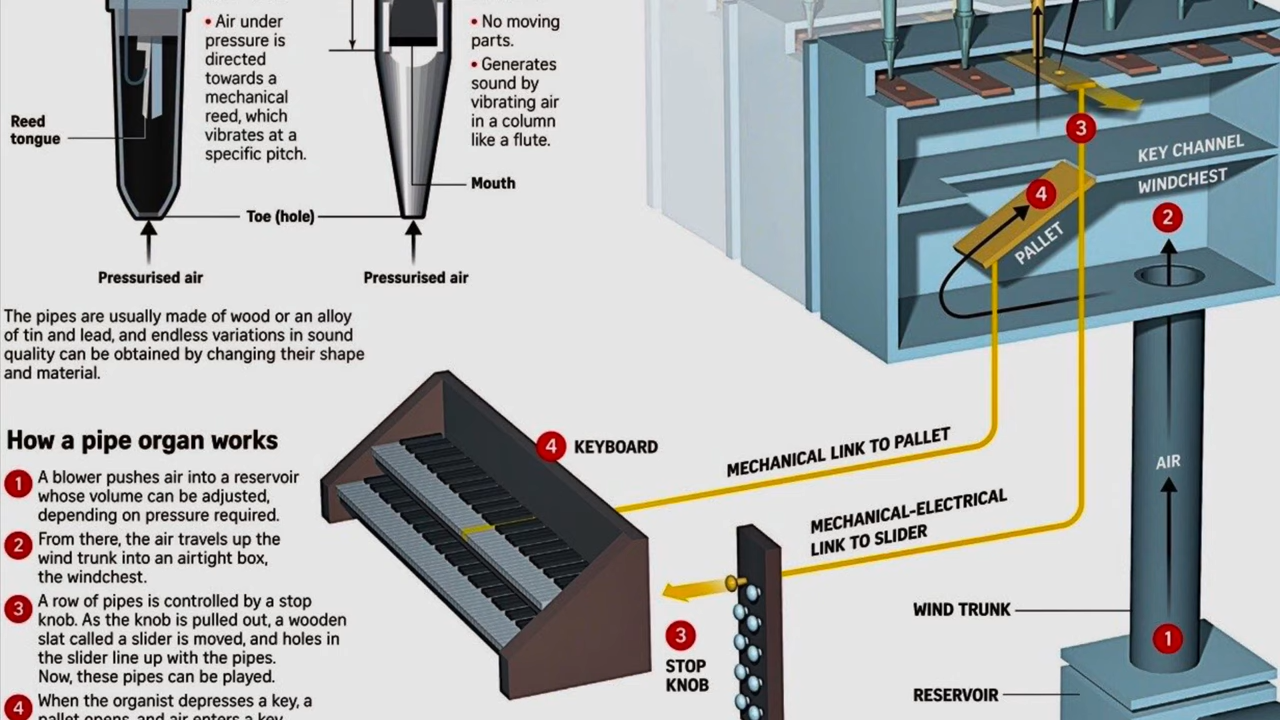 • Air under
pressure is
directed
towards a
mechanical
reed, which
vibrates at a
specific pitch.
Reed
tongue
• No moving
parts.
• Generates
sound by
vibrating air
in a column
like a flute.
Mouth
Toe (hole)
Pressurised air
Pressurised air
The pipes are usually made of wood or an alloy
of tin and lead, and endless variations in sound
quality can be obtained by changing their shape
and material.
How a pipe organ works
1 A blower pushes air into a reservoir
whose volume can be adjusted,
depending on pressure required.
2 From there, the air travels up the
wind trunk into an airtight box,
the windchest.
3 A row of pipes is controlled by a stop
knob. As the knob is pulled out, a wooden
slat called a slider is moved, and holes in
the slider line up with the pipes.
Now, these pipes can be played.
4 When the organist depresses a key, a
pallet opens, and air enters a key
3
KEY CHANNEL
WINDCHEST
4
2
PALLET
4 KEYBOARD
MECHANICAL LINK TO PALLET
MECHANICAL-ELECTRICAL
LINK TO SLIDER
AIR
3
STOP
KNOB
WIND TRUNK
1
RESERVOIR